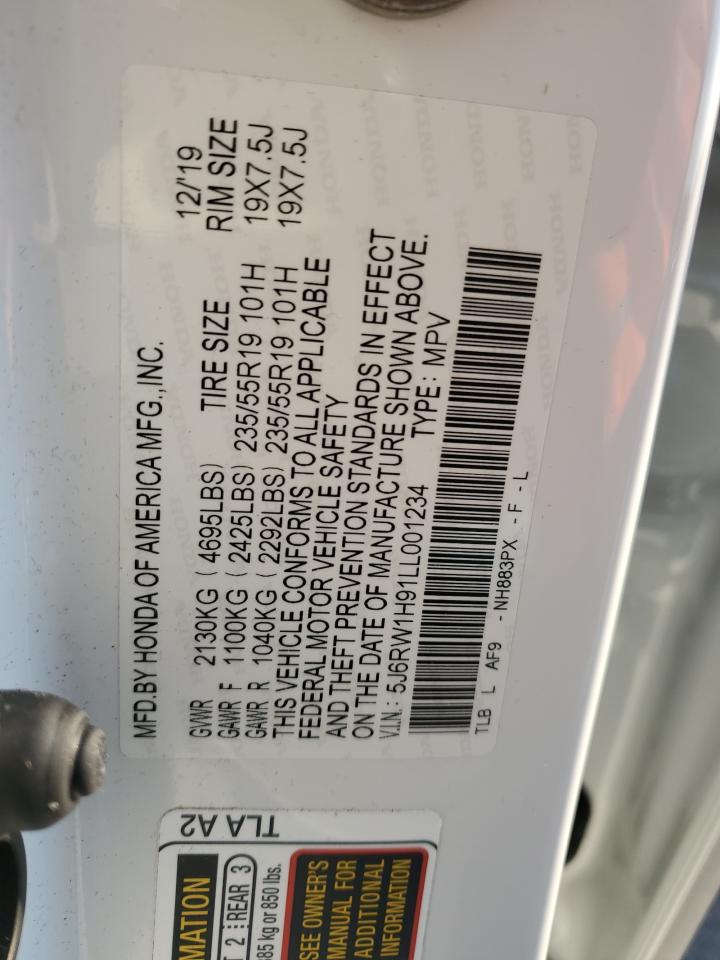 MFD.BY HONDA OF AMERICA MFG.,INC. 12/'19
GVWR 2130KG ( 4695LBS) TIRE SIZE RIM SIZE
GAWR F 1100KG ( 2425LBS) 235/55R19 101H 19X7.5J
GAWR R 1040KG ( 2292LBS) 235/55R19 101H 19X7.5J
THIS VEHICLE CONFORMS TO ALL APPLICABLE
FEDERAL MOTOR VEHICLE SAFETY
AND THEFT PREVENTION STANDARDS IN EFFECT
ON THE DATE OF MANUFACTURE SHOWN ABOVE.
V.I.N.: 5J6RW1H91LL001234 TYPE: MPV
TLB L AF9 - NH883PX - F - L
TLA A2
MATION
T 2 REAR 3
385 kg or 850 lbs.
SEE OWNER'S
MANUAL FOR
ADDITIONAL
INFORMATION